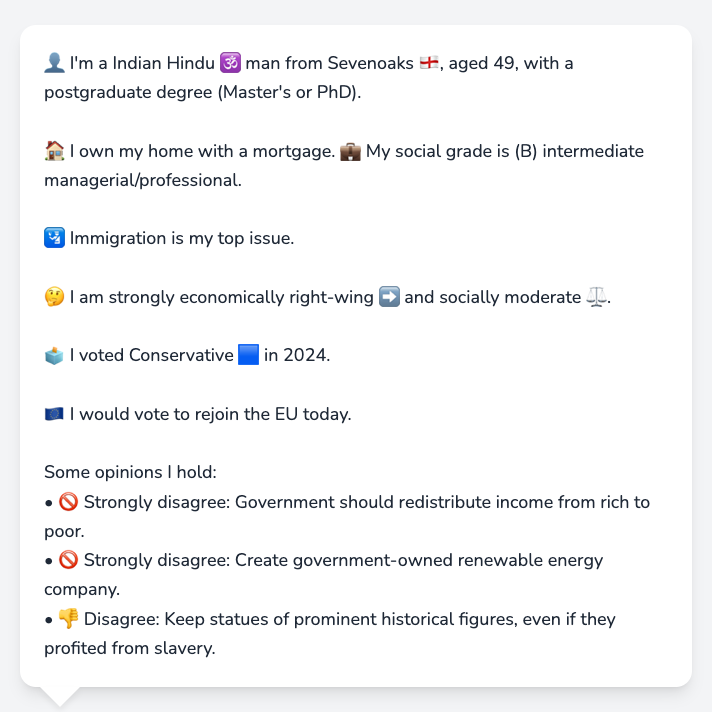 👤 I'm a Indian Hindu 🕉️ man from Sevenoaks 🏴󠁧󠁢󠁥󠁮󠁧󠁿, aged 49, with a
postgraduate degree (Master's or PhD).
🏠 I own my home with a mortgage. 💼 My social grade is (B) intermediate
managerial/professional.
🛂 Immigration is my top issue.
🤔 I am strongly economically right-wing ➡️ and socially moderate ⚖️.
🗳️ I voted Conservative 🟦 in 2024.
🇪🇺 I would vote to rejoin the EU today.
Some opinions I hold:
• 🚫 Strongly disagree: Government should redistribute income from rich to
poor.
• 🚫 Strongly disagree: Create government-owned renewable energy
company.
• 👎 Disagree: Keep statues of prominent historical figures, even if they
profited from slavery.